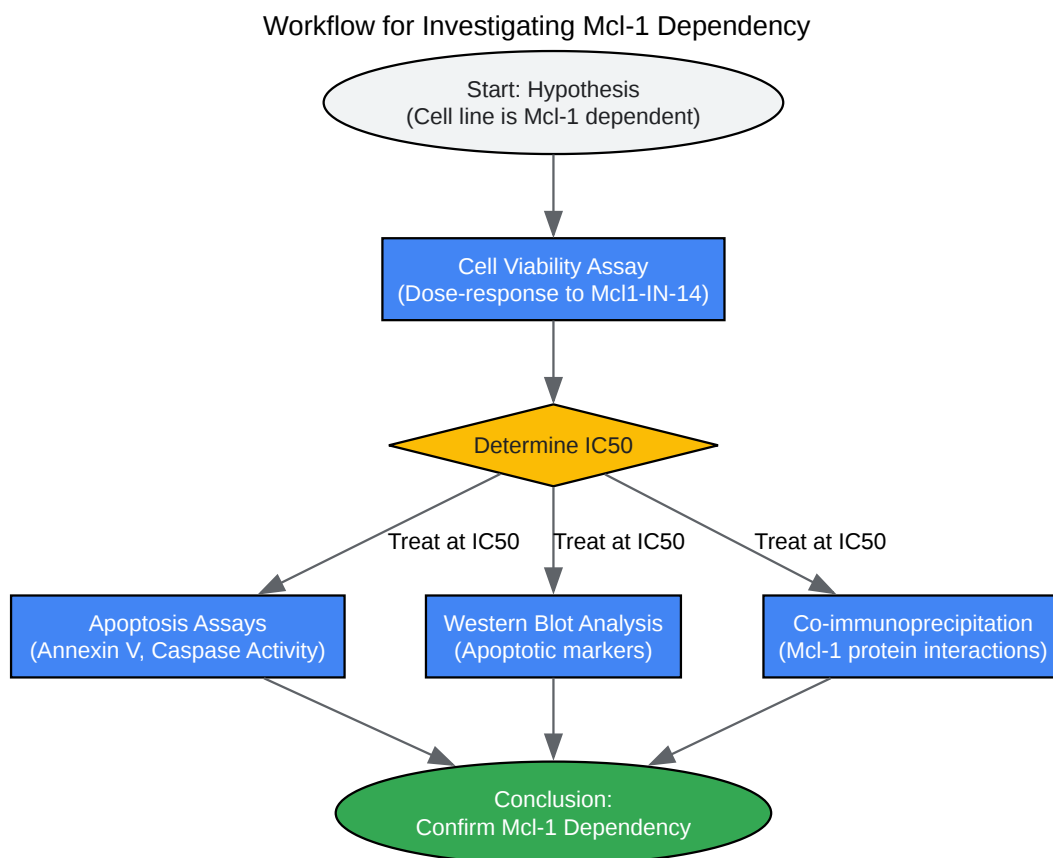 Workflow for Investigating Mcl-1 Dependency
Start: Hypothesis
(Cell line is Mcl-1 dependent)
Cell Viability Assay
(Dose-response to Mcl1-IN-14)
Determine IC50
Treat at IC50
Treat at IC50
Treat at IC50
Apoptosis Assays
(Annexin V, Caspase Activity)
Western Blot Analysis
(Apoptotic markers)
Co-immunoprecipitation
(Mcl-1 protein interactions)
Conclusion:
Confirm Mcl-1 Dependency